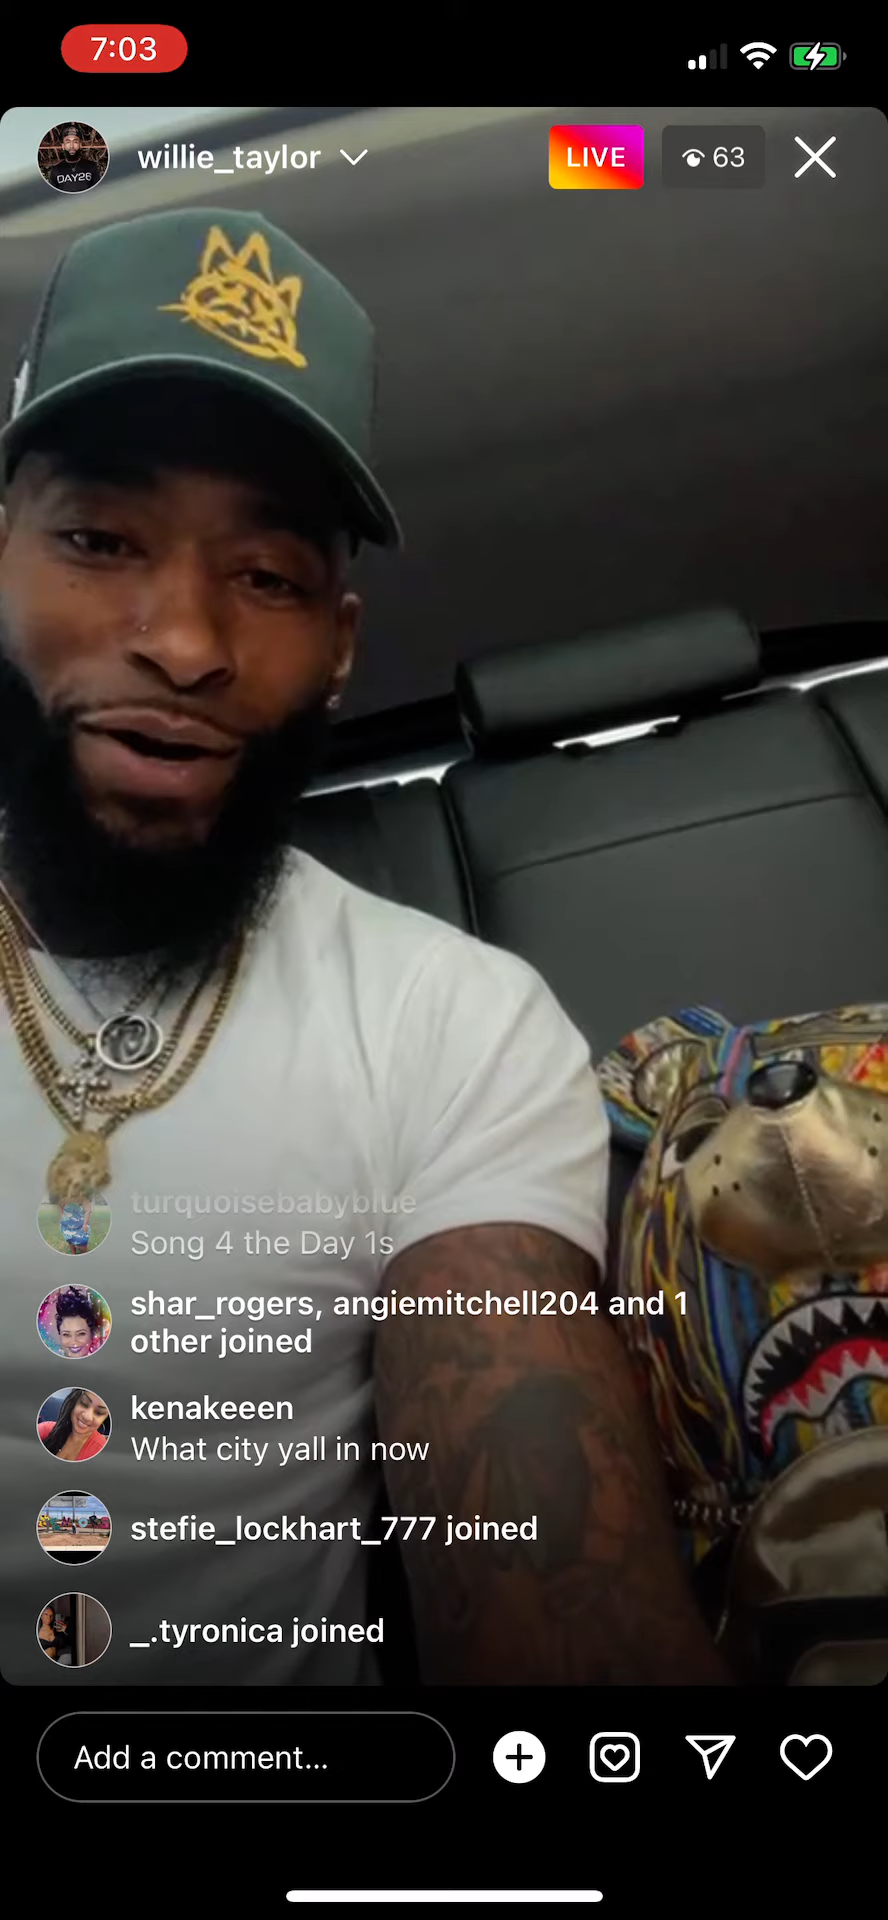 7:03
willie_taylor
LIVE
63
DAY26
turquoisebabyblue
Song 4 the Day 1s
shar_rogers, angiemitchell204 and 1
other joined
kenakeeen
What city yall in now
stefie_lockhart_777 joined
_.tyronica joined
Add a comment...